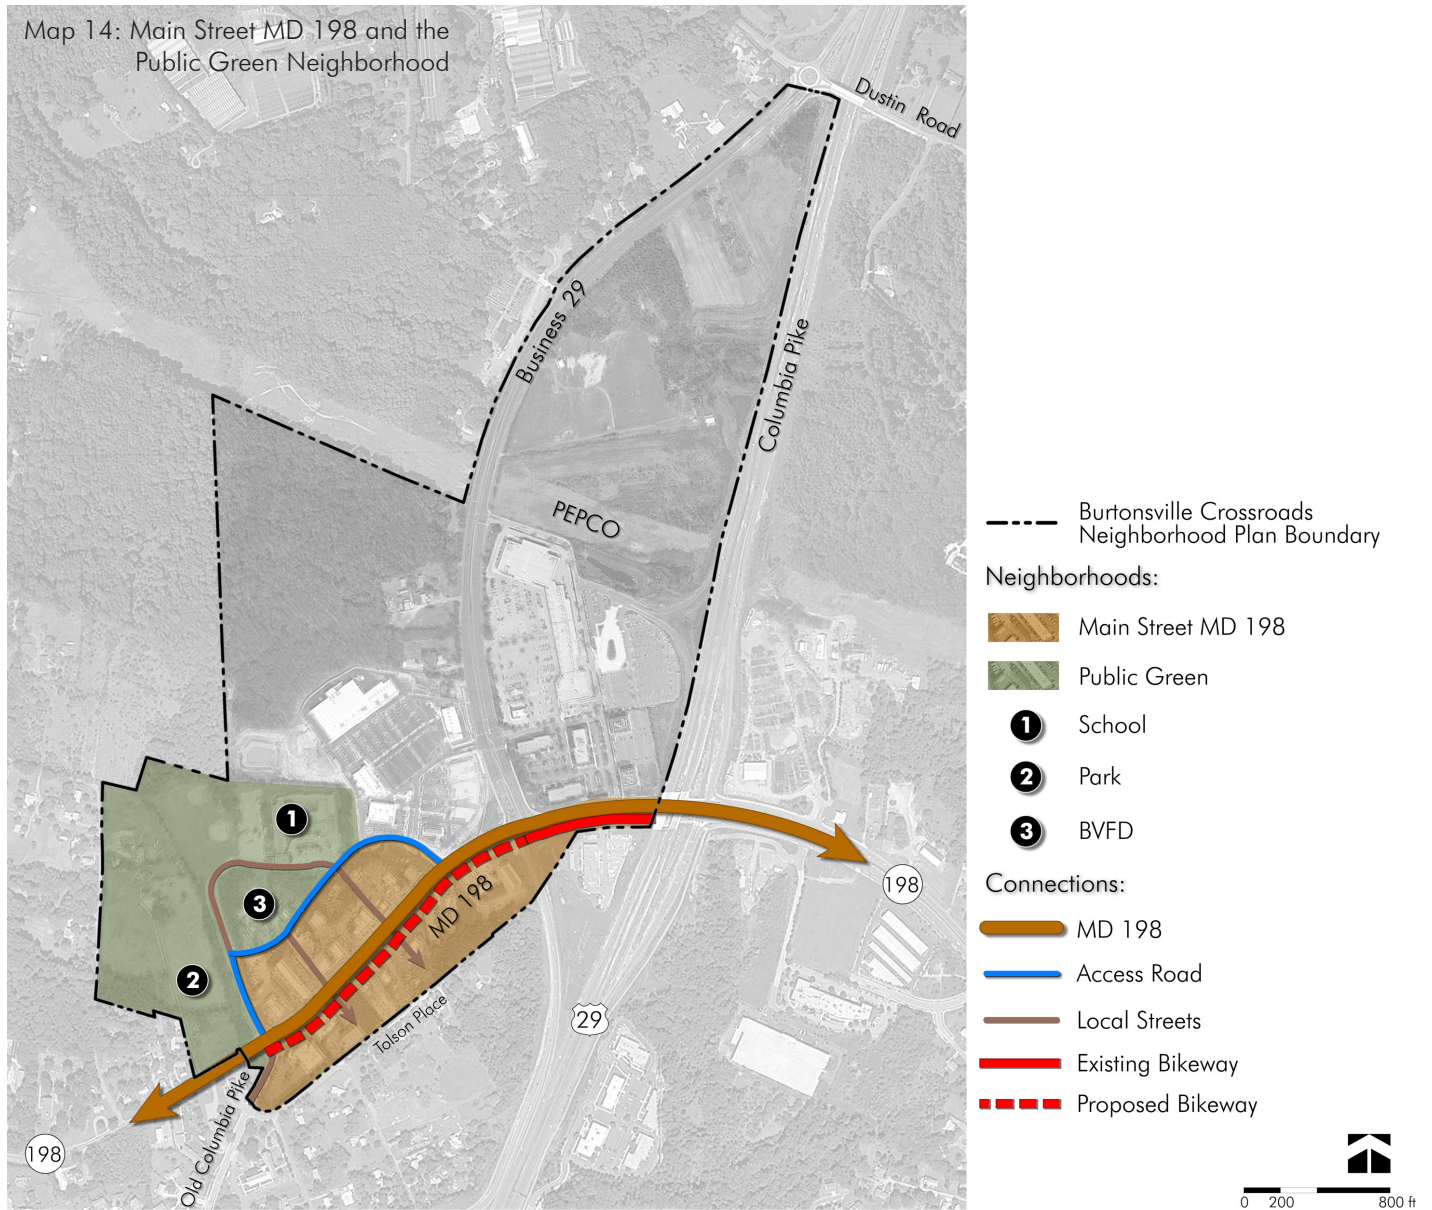 Map 14: Main Street MD 198 and the
Public Green Neighborhood
Dustin Road
Business 29
Columbia Pike
PEPCO
1
3
2
MD 198
198
Tolson Place
29
Old Columbia Pike
198
Burtonsville Crossroads
Neighborhood Plan Boundary
Neighborhoods:
Main Street MD 198
Public Green
1 School
2 Park
3 BVFD
Connections:
MD 198
Access Road
Local Streets
Existing Bikeway
Proposed Bikeway
0 200 800 ft